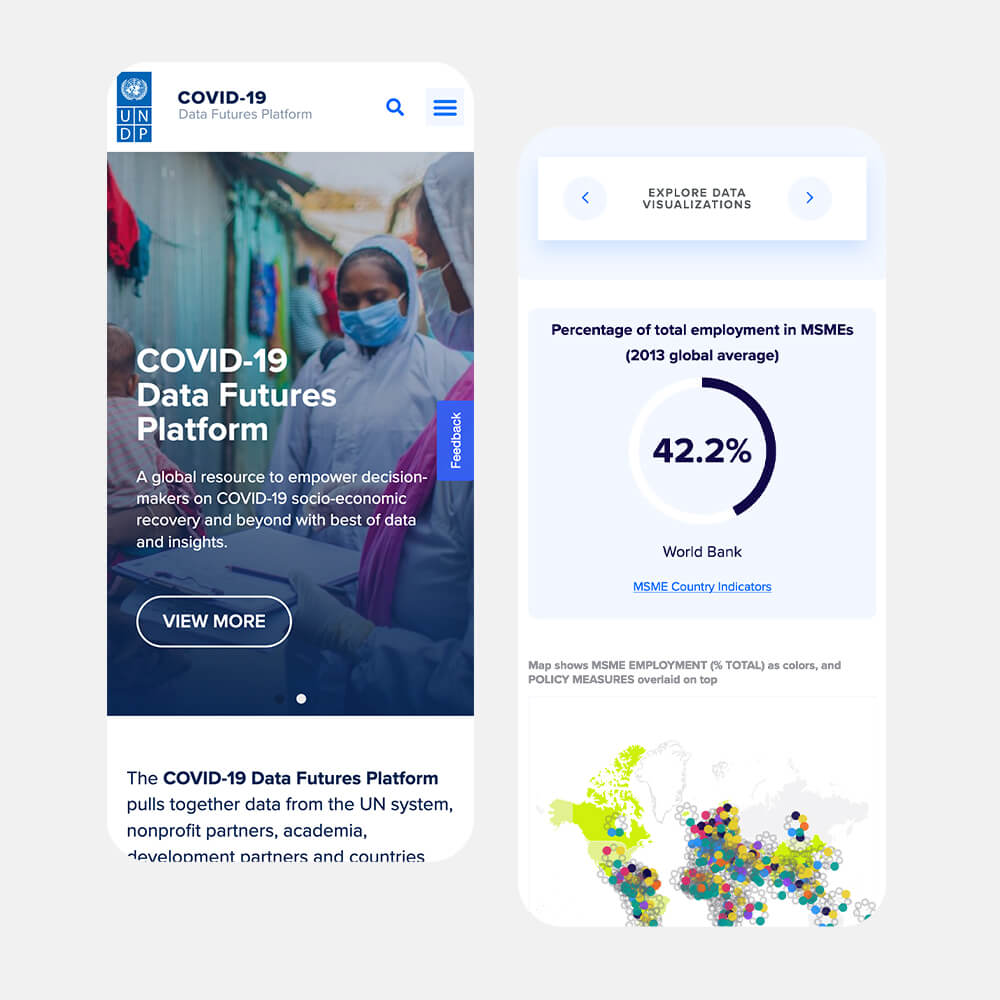 UN
DP
COVID-19
Data Futures Platform
COVID-19
Data Futures
Platform
A global resource to empower decision-
makers on COVID-19 socio-economic
recovery and beyond with best of data
and insights.
Feedback
VIEW MORE
The COVID-19 Data Futures Platform
pulls together data from the UN system,
nonprofit partners, academia,
development partners and countries
EXPLORE DATA
VISUALIZATIONS
Percentage of total employment in MSMEs
(2013 global average)
42.2%
World Bank
MSME Country Indicators
Map shows MSME EMPLOYMENT (% TOTAL) as colors, and
POLICY MEASURES overlaid on top